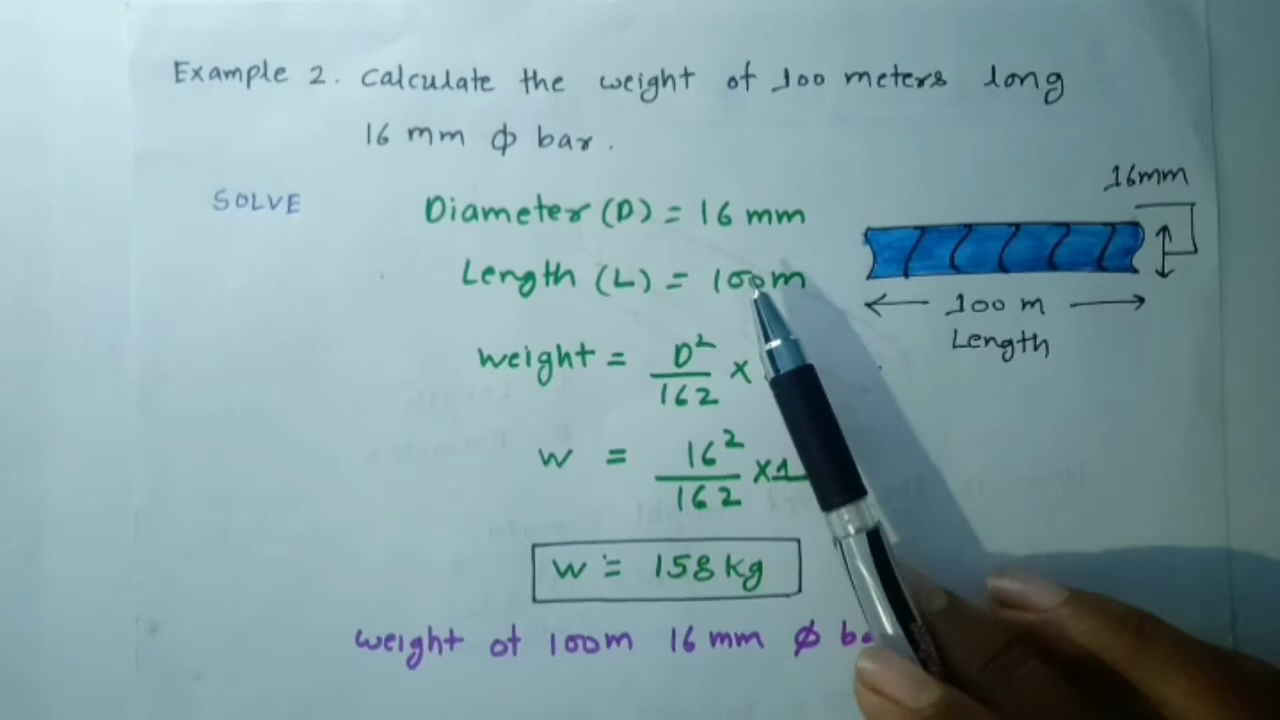 Example 2. Calculate the weight of 100 meters long
16 mm ϕ bar.
SOLVE
Diameter (D) = 16 mm
Length (L) = 100m
16mm
100 m
Length
weight = D²/162 ×
W = 16²/162 × 1
W = 158 kg
weight of 100m 16 mm ϕ